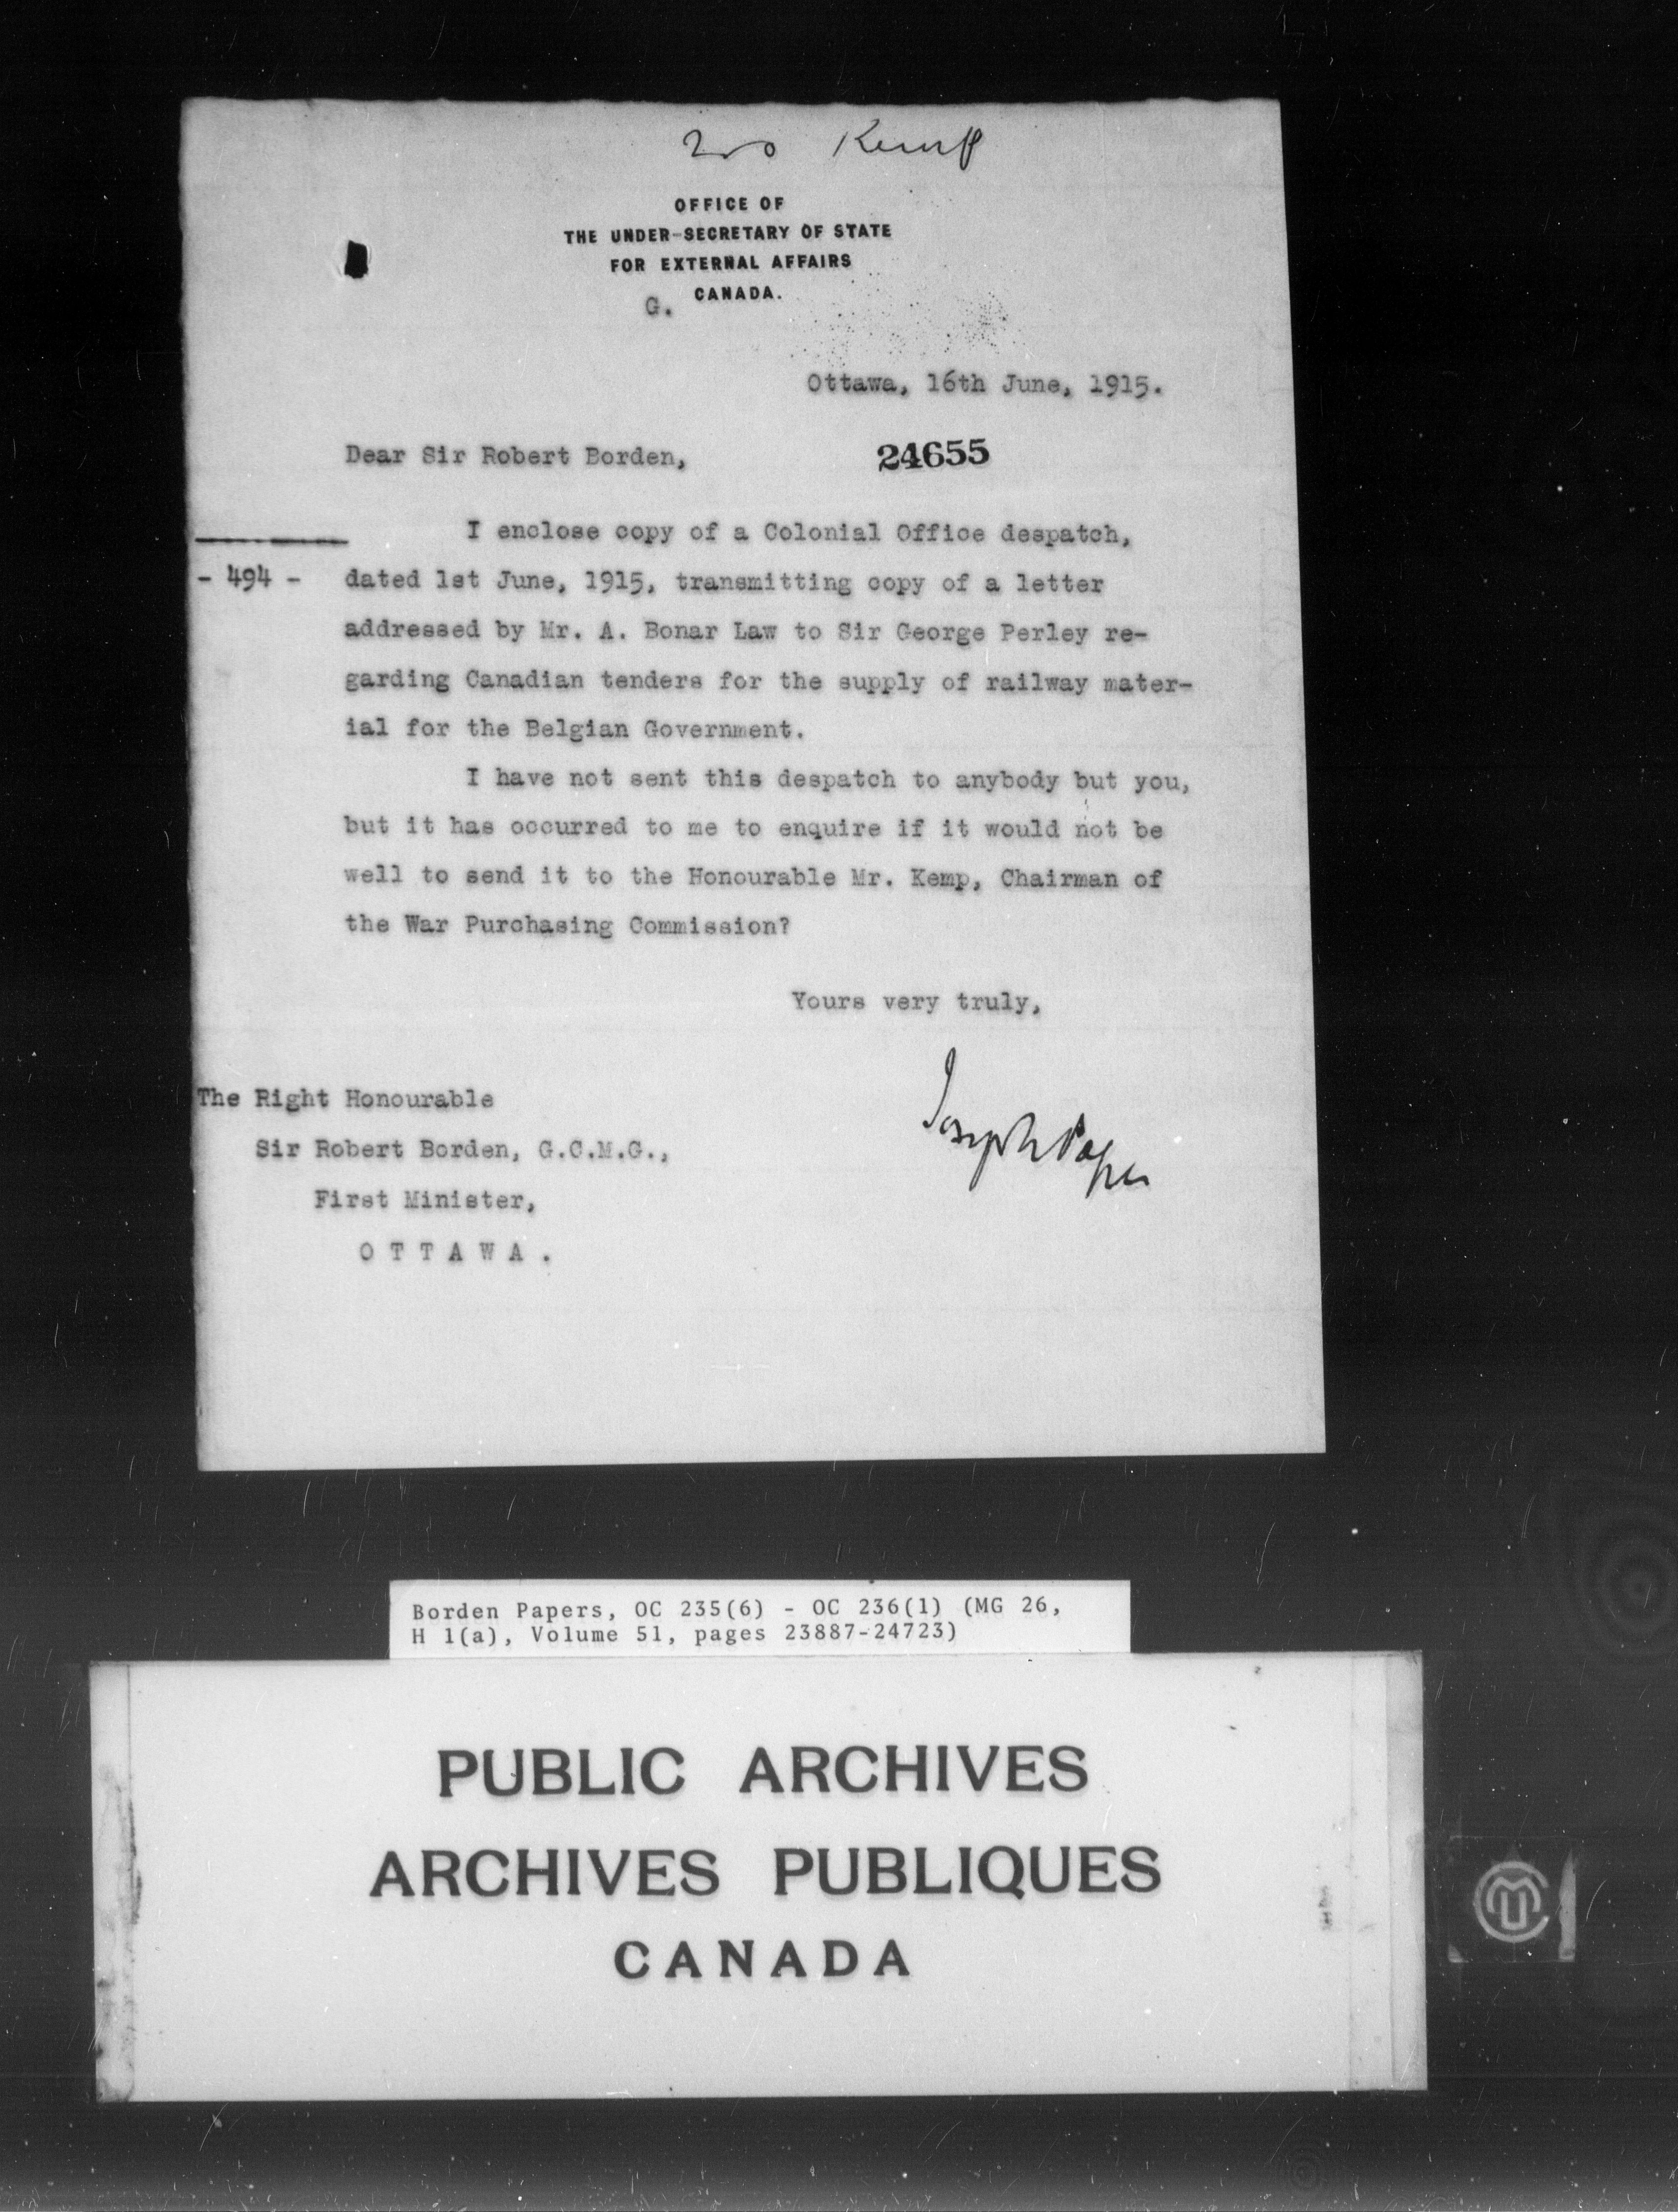 Kemp
OFFICE OF
THE UNDER-SECRETARY OF STATE
FOR EXTERNAL AFFAIRS
CANADA.
G.
Ottawa, 16th June, 1915.
Dear Sir Robert Borden,
24655
I enclose copy of a Colonial Office despatch,
- 494 -
dated 1st June, 1915, transmitting copy of a letter
addressed by Mr. A. Bonar Law to Sir George Perley re-
garding Canadian tenders for the supply of railway mater-
ial for the Belgian Government.
I have not sent this despatch to anybody but you,
but it has occurred to me to enquire if it would not be
well to send it to the Honourable Mr. Kemp, Chairman of
the War Purchasing Commission?
Yours very truly,
Joseph Pope
The Right Honourable
Sir Robert Borden, G.C.M.G.,
First Minister,
OTTAWA.
Borden Papers, OC 235(6) - OC 236(1) (MG 26,
H 1(a), Volume 51, pages 23887-24723)
PUBLIC ARCHIVES
ARCHIVES PUBLIQUES
CANADA